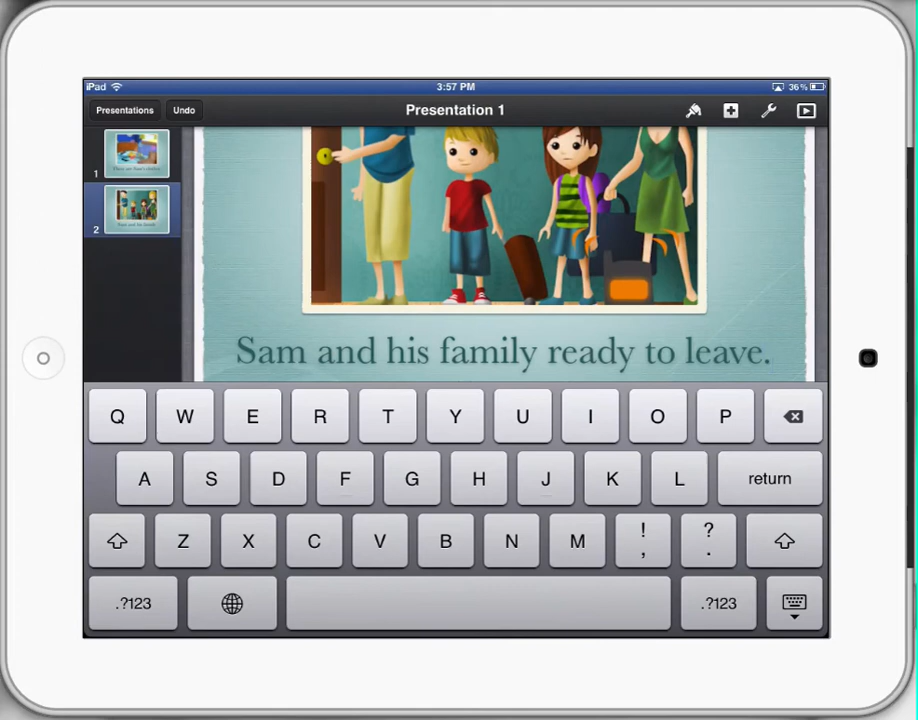 iPad 3:57 PM 36%
Presentations Undo Presentation 1
1
2
Sam and his family ready to leave.
Q W E R T Y U I O P
A S D F G H J K L return
Z X C V B N M ! , ? .
.?123 .?123